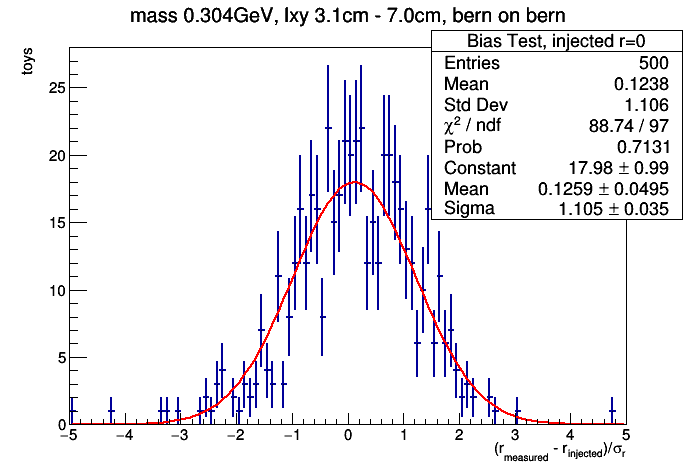 mass 0.304GeV, lxy 3.1cm - 7.0cm, bern on bern
toys
Bias Test, injected r=0
Entries 500
Mean 0.1238
Std Dev 1.106
χ² / ndf 88.74 / 97
Prob 0.7131
Constant 17.98 ± 0.99
Mean 0.1259 ± 0.0495
Sigma 1.105 ± 0.035
25
20
15
10
5
0
−5 −4 −3 −2 −1 0 1 2 3 4 5
(r_measured - r_injected)/σ_r